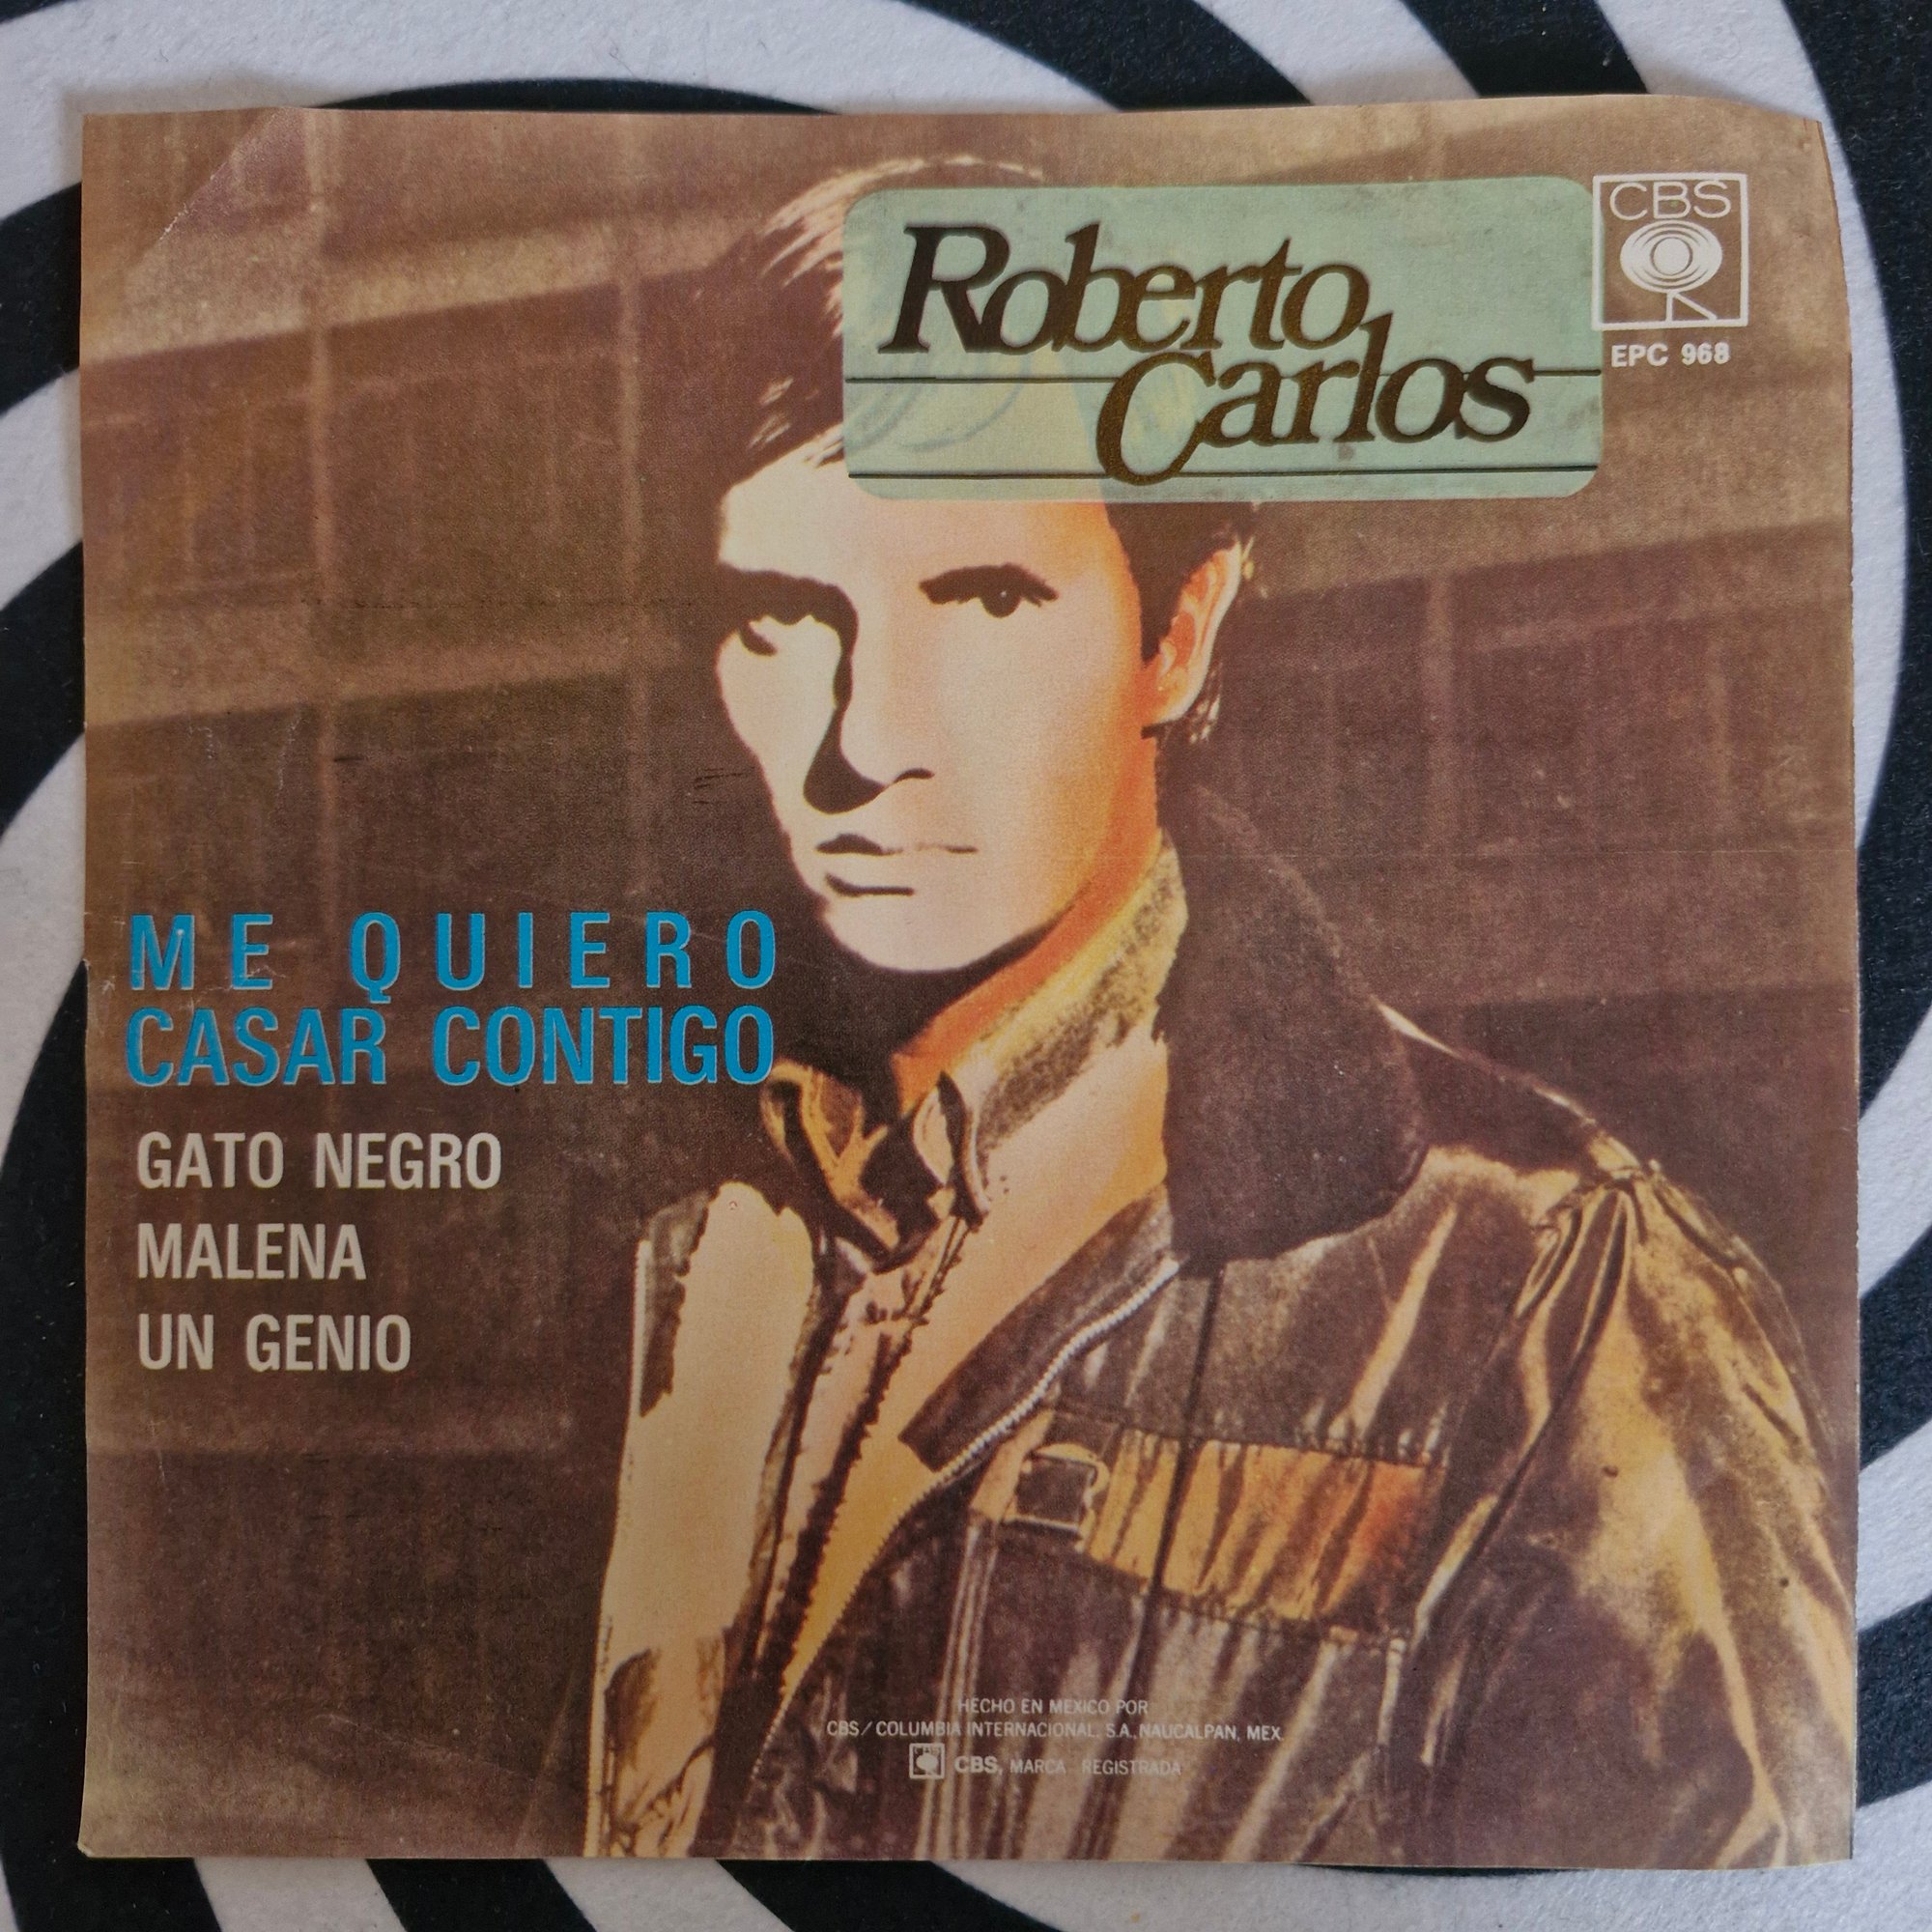 Roberto
Carlos
CBS
EPC 968
ME QUIERO
CASAR CONTIGO
GATO NEGRO
MALENA
UN GENIO
HECHO EN MEXICO POR
CBS/COLUMBIA INTERNACIONAL, S.A. NAUCALPAN, MEX.
CBS, MARCA REGISTRADA